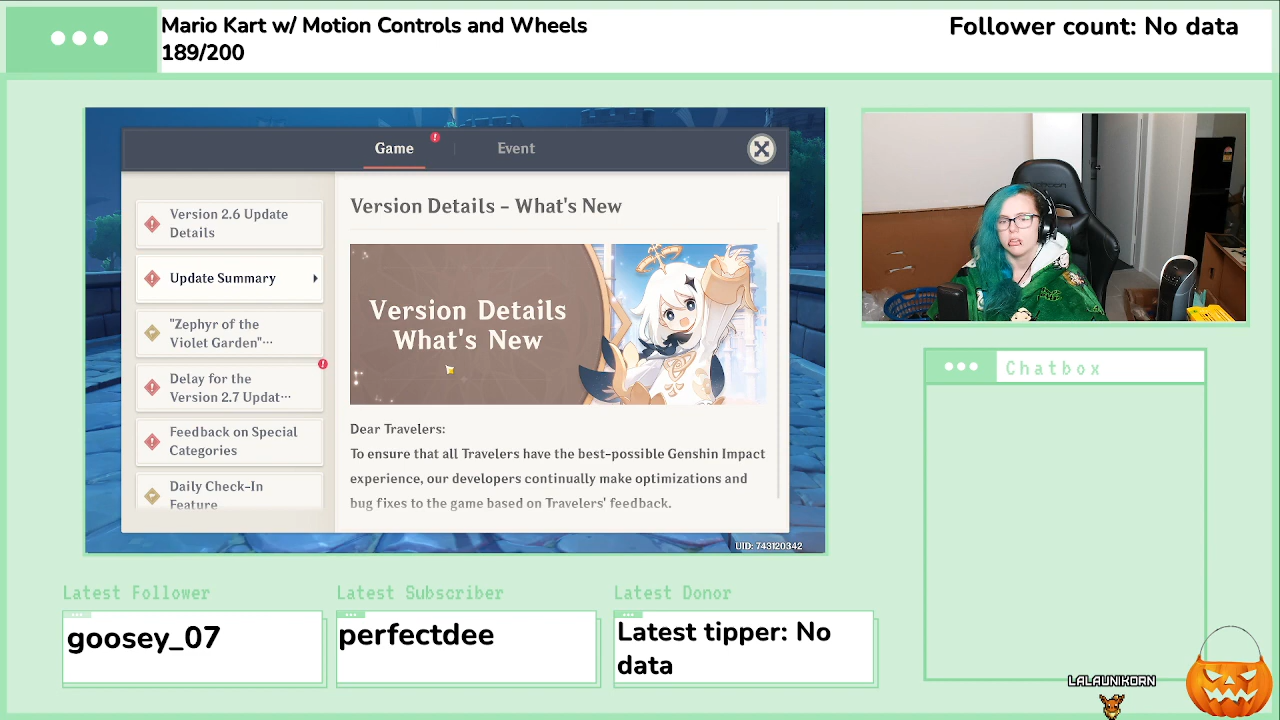 Mario Kart w/ Motion Controls and Wheels
189/200
Follower count: No data
Game
Event
Version 2.6 Update
Details
Update Summary
"Zephyr of the
Violet Garden"···
Delay for the
Version 2.7 Updat···
Feedback on Special
Categories
Daily Check-In
Feature
Version Details – What's New
Version Details
What's New
Dear Travelers:
To ensure that all Travelers have the best-possible Genshin Impact
experience, our developers continually make optimizations and
bug fixes to the game based on Travelers' feedback.
UID: 743120342
Chatbox
Latest Follower
goosey_07
Latest Subscriber
perfectdee
Latest Donor
Latest tipper: No
data
LALAUNIKORN